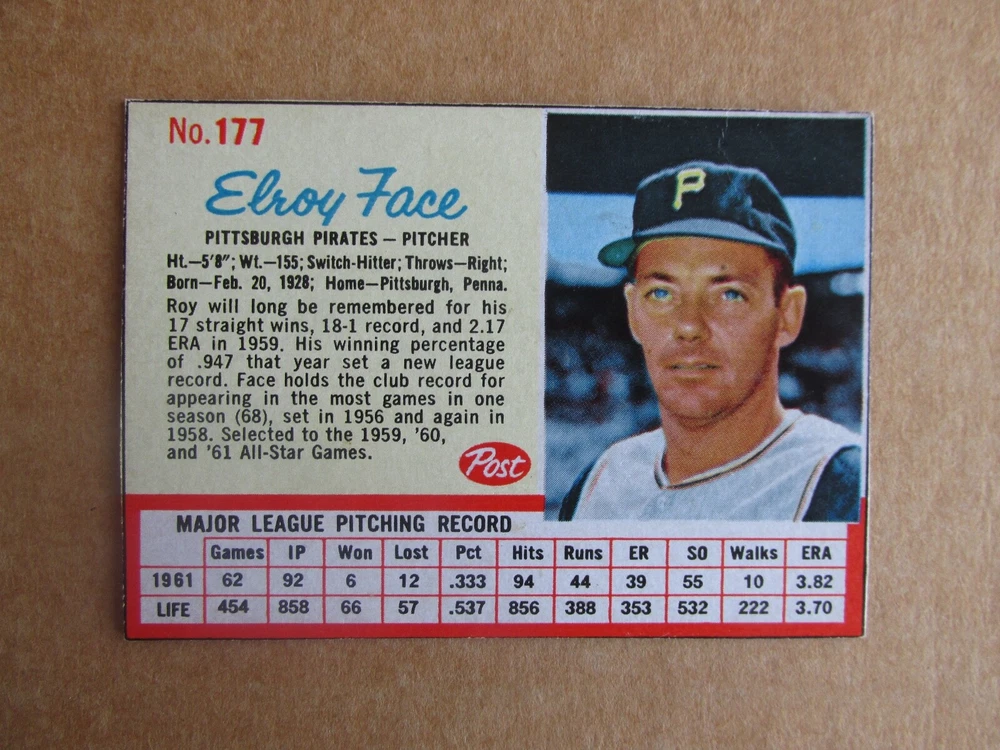 No. 177
Elroy Face
PITTSBURGH PIRATES – PITCHER
Ht.—5'8"; Wt.—155; Switch-Hitter; Throws—Right;
Born—Feb. 20, 1928; Home—Pittsburgh, Penna.
Roy will long be remembered for his
17 straight wins, 18-1 record, and 2.17
ERA in 1959. His winning percentage
of .947 that year set a new league
record. Face holds the club record for
appearing in the most games in one
season (68), set in 1956 and again in
1958. Selected to the 1959, '60,
and '61 All-Star Games.
Post
P
MAJOR LEAGUE PITCHING RECORD
Games IP Won Lost Pct Hits Runs ER SO Walks ERA
1961 62 92 6 12 .333 94 44 39 55 10 3.82
LIFE 454 858 66 57 .537 856 388 353 532 222 3.70